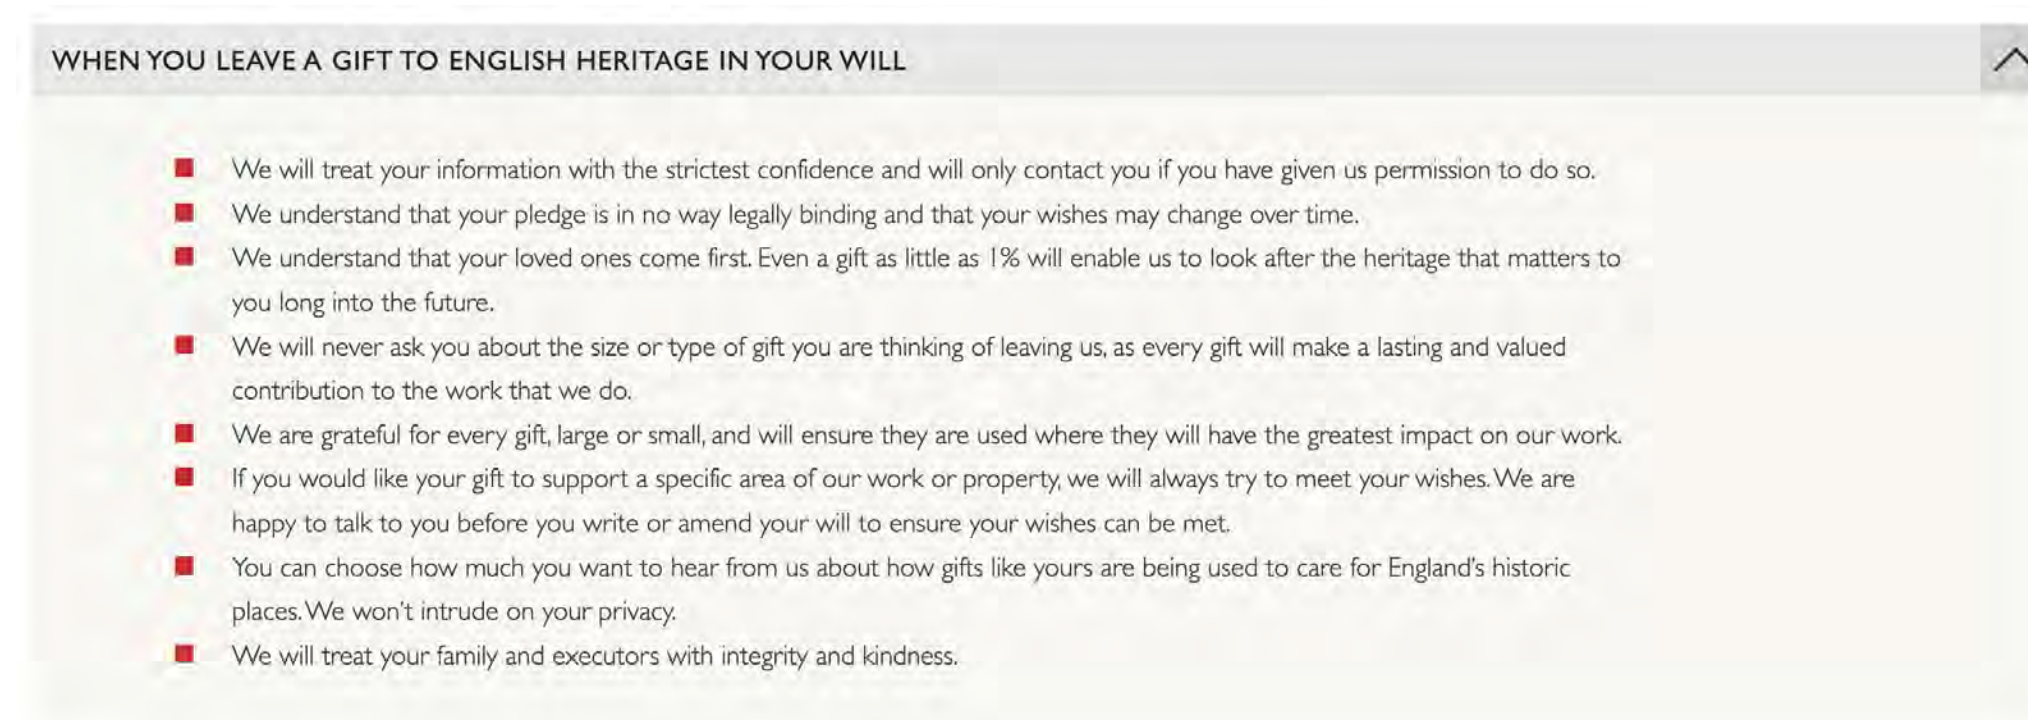 WHEN YOU LEAVE A GIFT TO ENGLISH HERITAGE IN YOUR WILL
We will treat your information with the strictest confidence and will only contact you if you have given us permission to do so.
We understand that your pledge is in no way legally binding and that your wishes may change over time.
We understand that your loved ones come first. Even a gift as little as 1% will enable us to look after the heritage that matters to
you long into the future.
We will never ask you about the size or type of gift you are thinking of leaving us, as every gift will make a lasting and valued
contribution to the work that we do.
We are grateful for every gift, large or small, and will ensure they are used where they will have the greatest impact on our work.
If you would like your gift to support a specific area of our work or property, we will always try to meet your wishes. We are
happy to talk to you before you write or amend your will to ensure your wishes can be met.
You can choose how much you want to hear from us about how gifts like yours are being used to care for England's historic
places. We won't intrude on your privacy.
We will treat your family and executors with integrity and kindness.